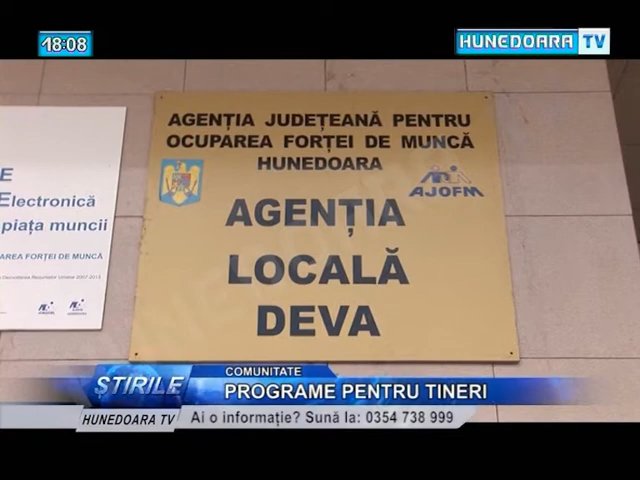 18:08
HUNEDOARA TV
AGENȚIA JUDEȚEANĂ PENTRU
OCUPAREA FORȚEI DE MUNCĂ
HUNEDOARA
AJOFM
AGENȚIA
LOCALĂ
DEVA
E
Electronică
piața muncii
AREA FORȚEI DE MUNCĂ
COMUNITATE
ȘTIRILE
PROGRAME PENTRU TINERI
HUNEDOARA TV
Ai o informație? Sună la: 0354 738 999